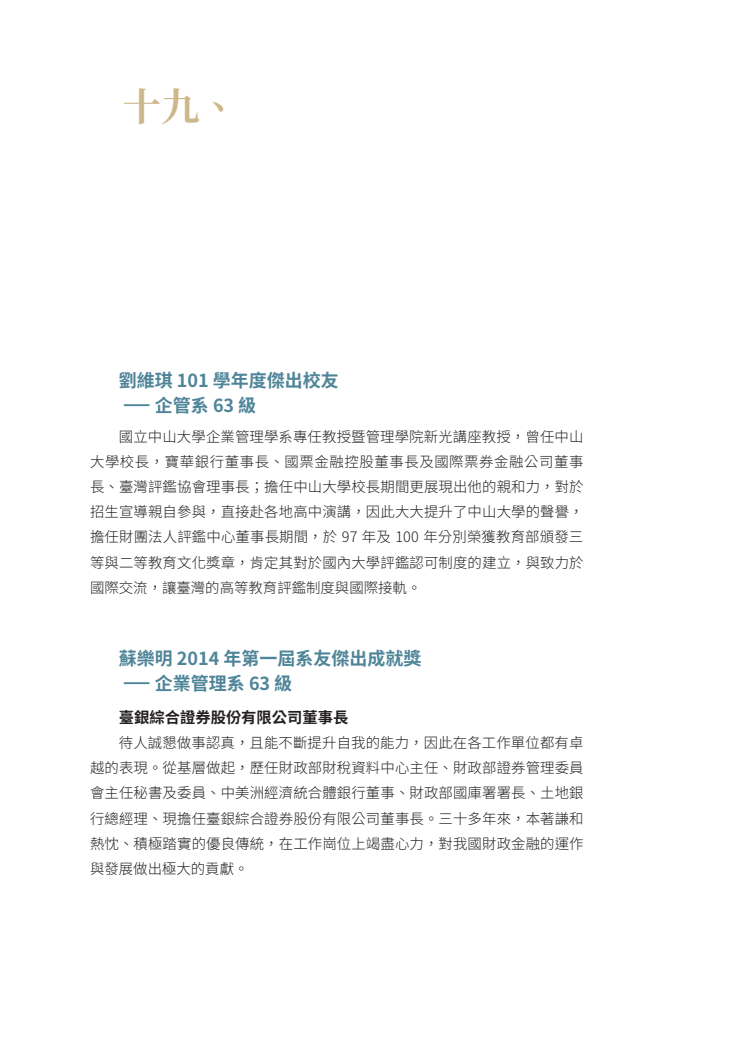 十九、
劉維琪 101 學年度傑出校友
── 企管系 63 級
國立中山大學企業管理學系專任教授暨管理學院新光講座教授，曾任中山
大學校長，寶華銀行董事長、國票金融控股董事長及國際票券金融公司董事
長、臺灣評鑑協會理事長；擔任中山大學校長期間更展現出他的親和力，對於
招生宣導親自參與，直接赴各地高中演講，因此大大提升了中山大學的聲譽，
擔任財團法人評鑑中心董事長期間，於 97 年及 100 年分別榮獲教育部頒發三
等與二等教育文化獎章，肯定其對於國內大學評鑑認可制度的建立，與致力於
國際交流，讓臺灣的高等教育評鑑制度與國際接軌。
蘇樂明 2014 年第一屆系友傑出成就獎
── 企業管理系 63 級
臺銀綜合證券股份有限公司董事長
待人誠懇做事認真，且能不斷提升自我的能力，因此在各工作單位都有卓
越的表現。從基層做起，歷任財政部財稅資料中心主任、財政部證券管理委員
會主任秘書及委員、中美洲經濟統合體銀行董事、財政部國庫署署長、土地銀
行總經理、現擔任臺銀綜合證券股份有限公司董事長。三十多年來，本著謙和
熱忱、積極踏實的優良傳統，在工作崗位上竭盡心力，對我國財政金融的運作
與發展做出極大的貢獻。